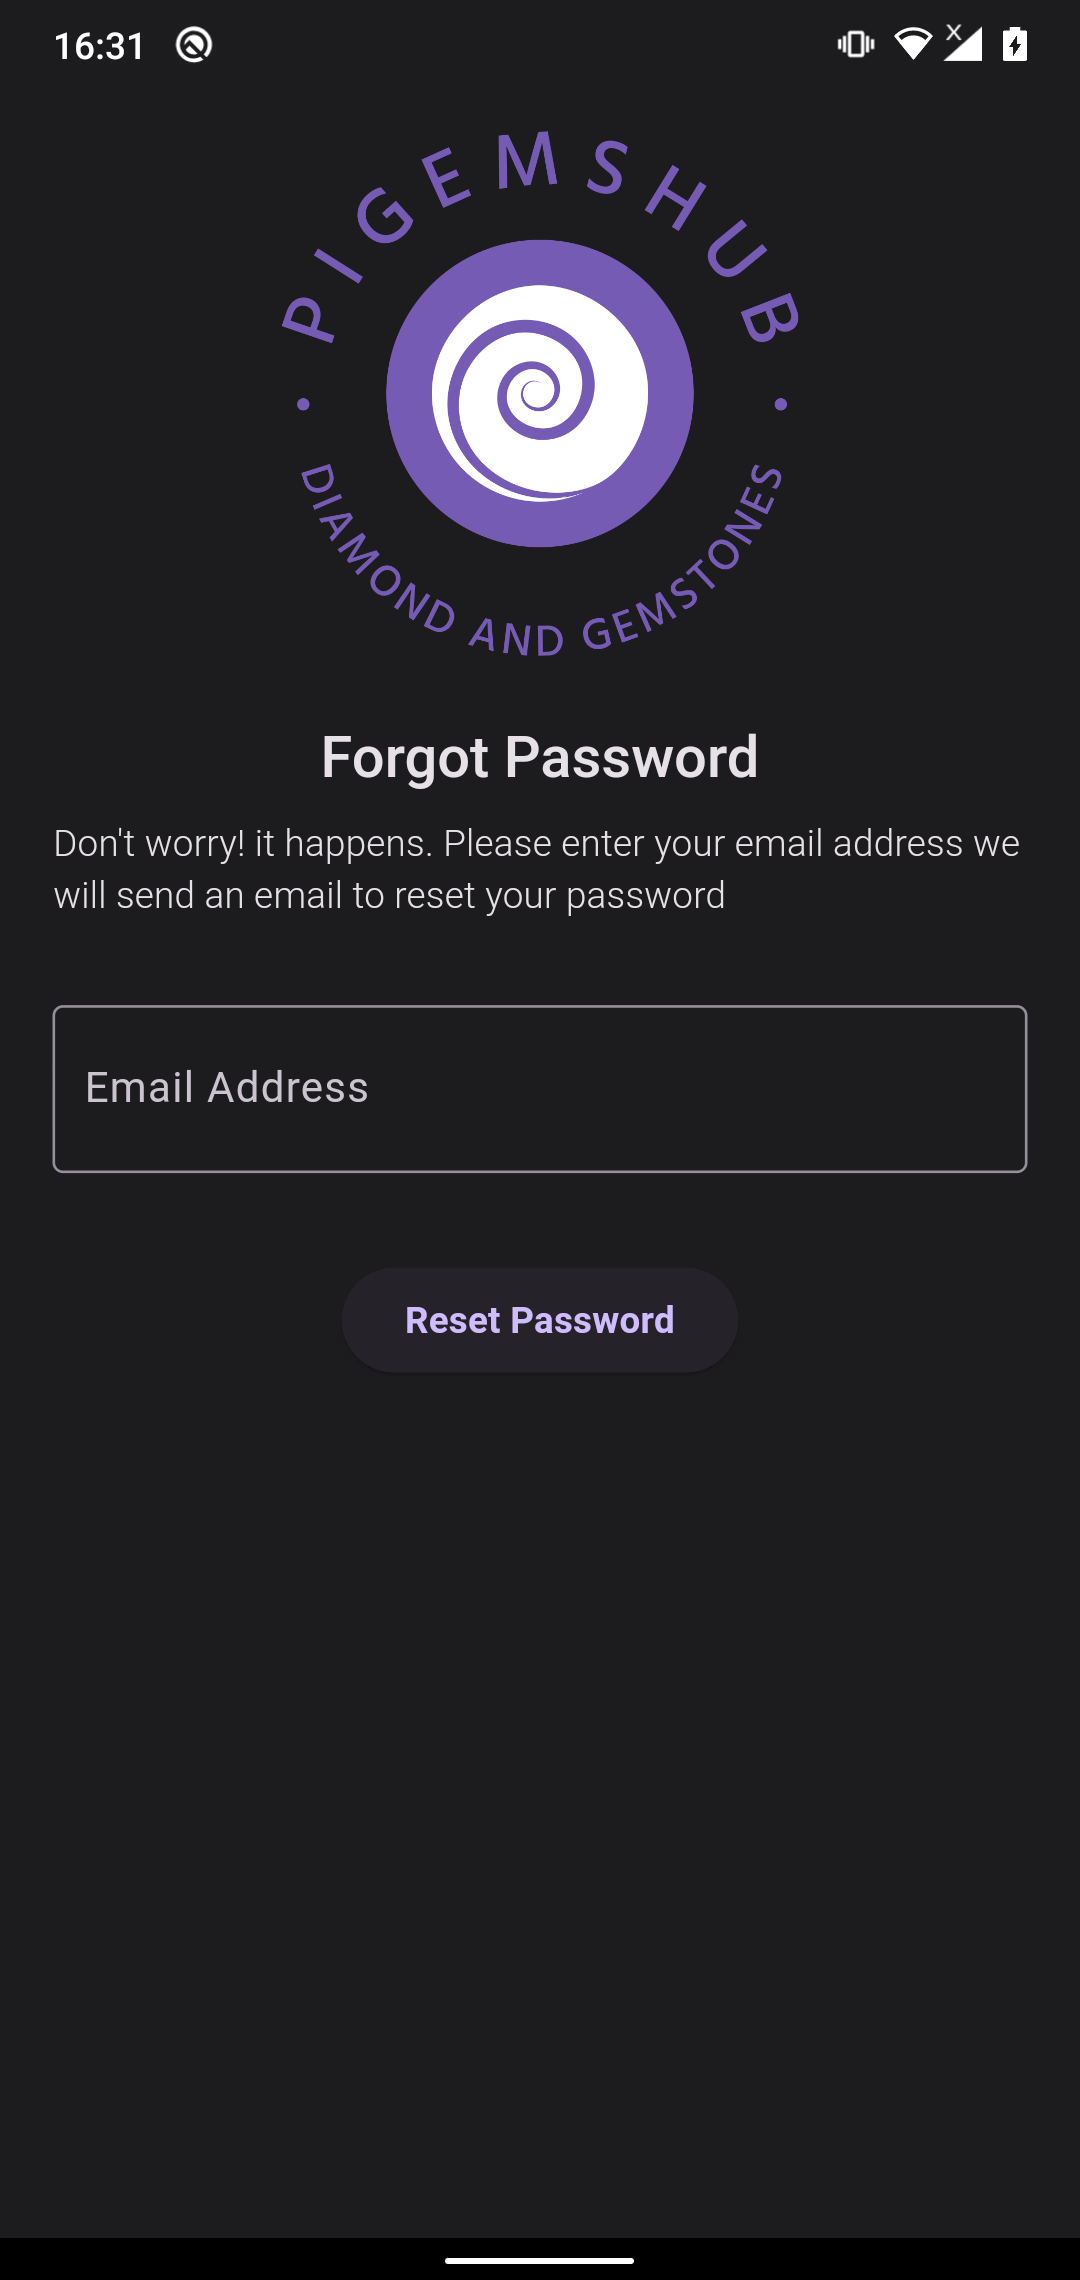 16:31
PIGEMSHUB
DIAMOND AND GEMSTONES
Forgot Password
Don't worry! it happens. Please enter your email address we
will send an email to reset your password
Email Address
Reset Password